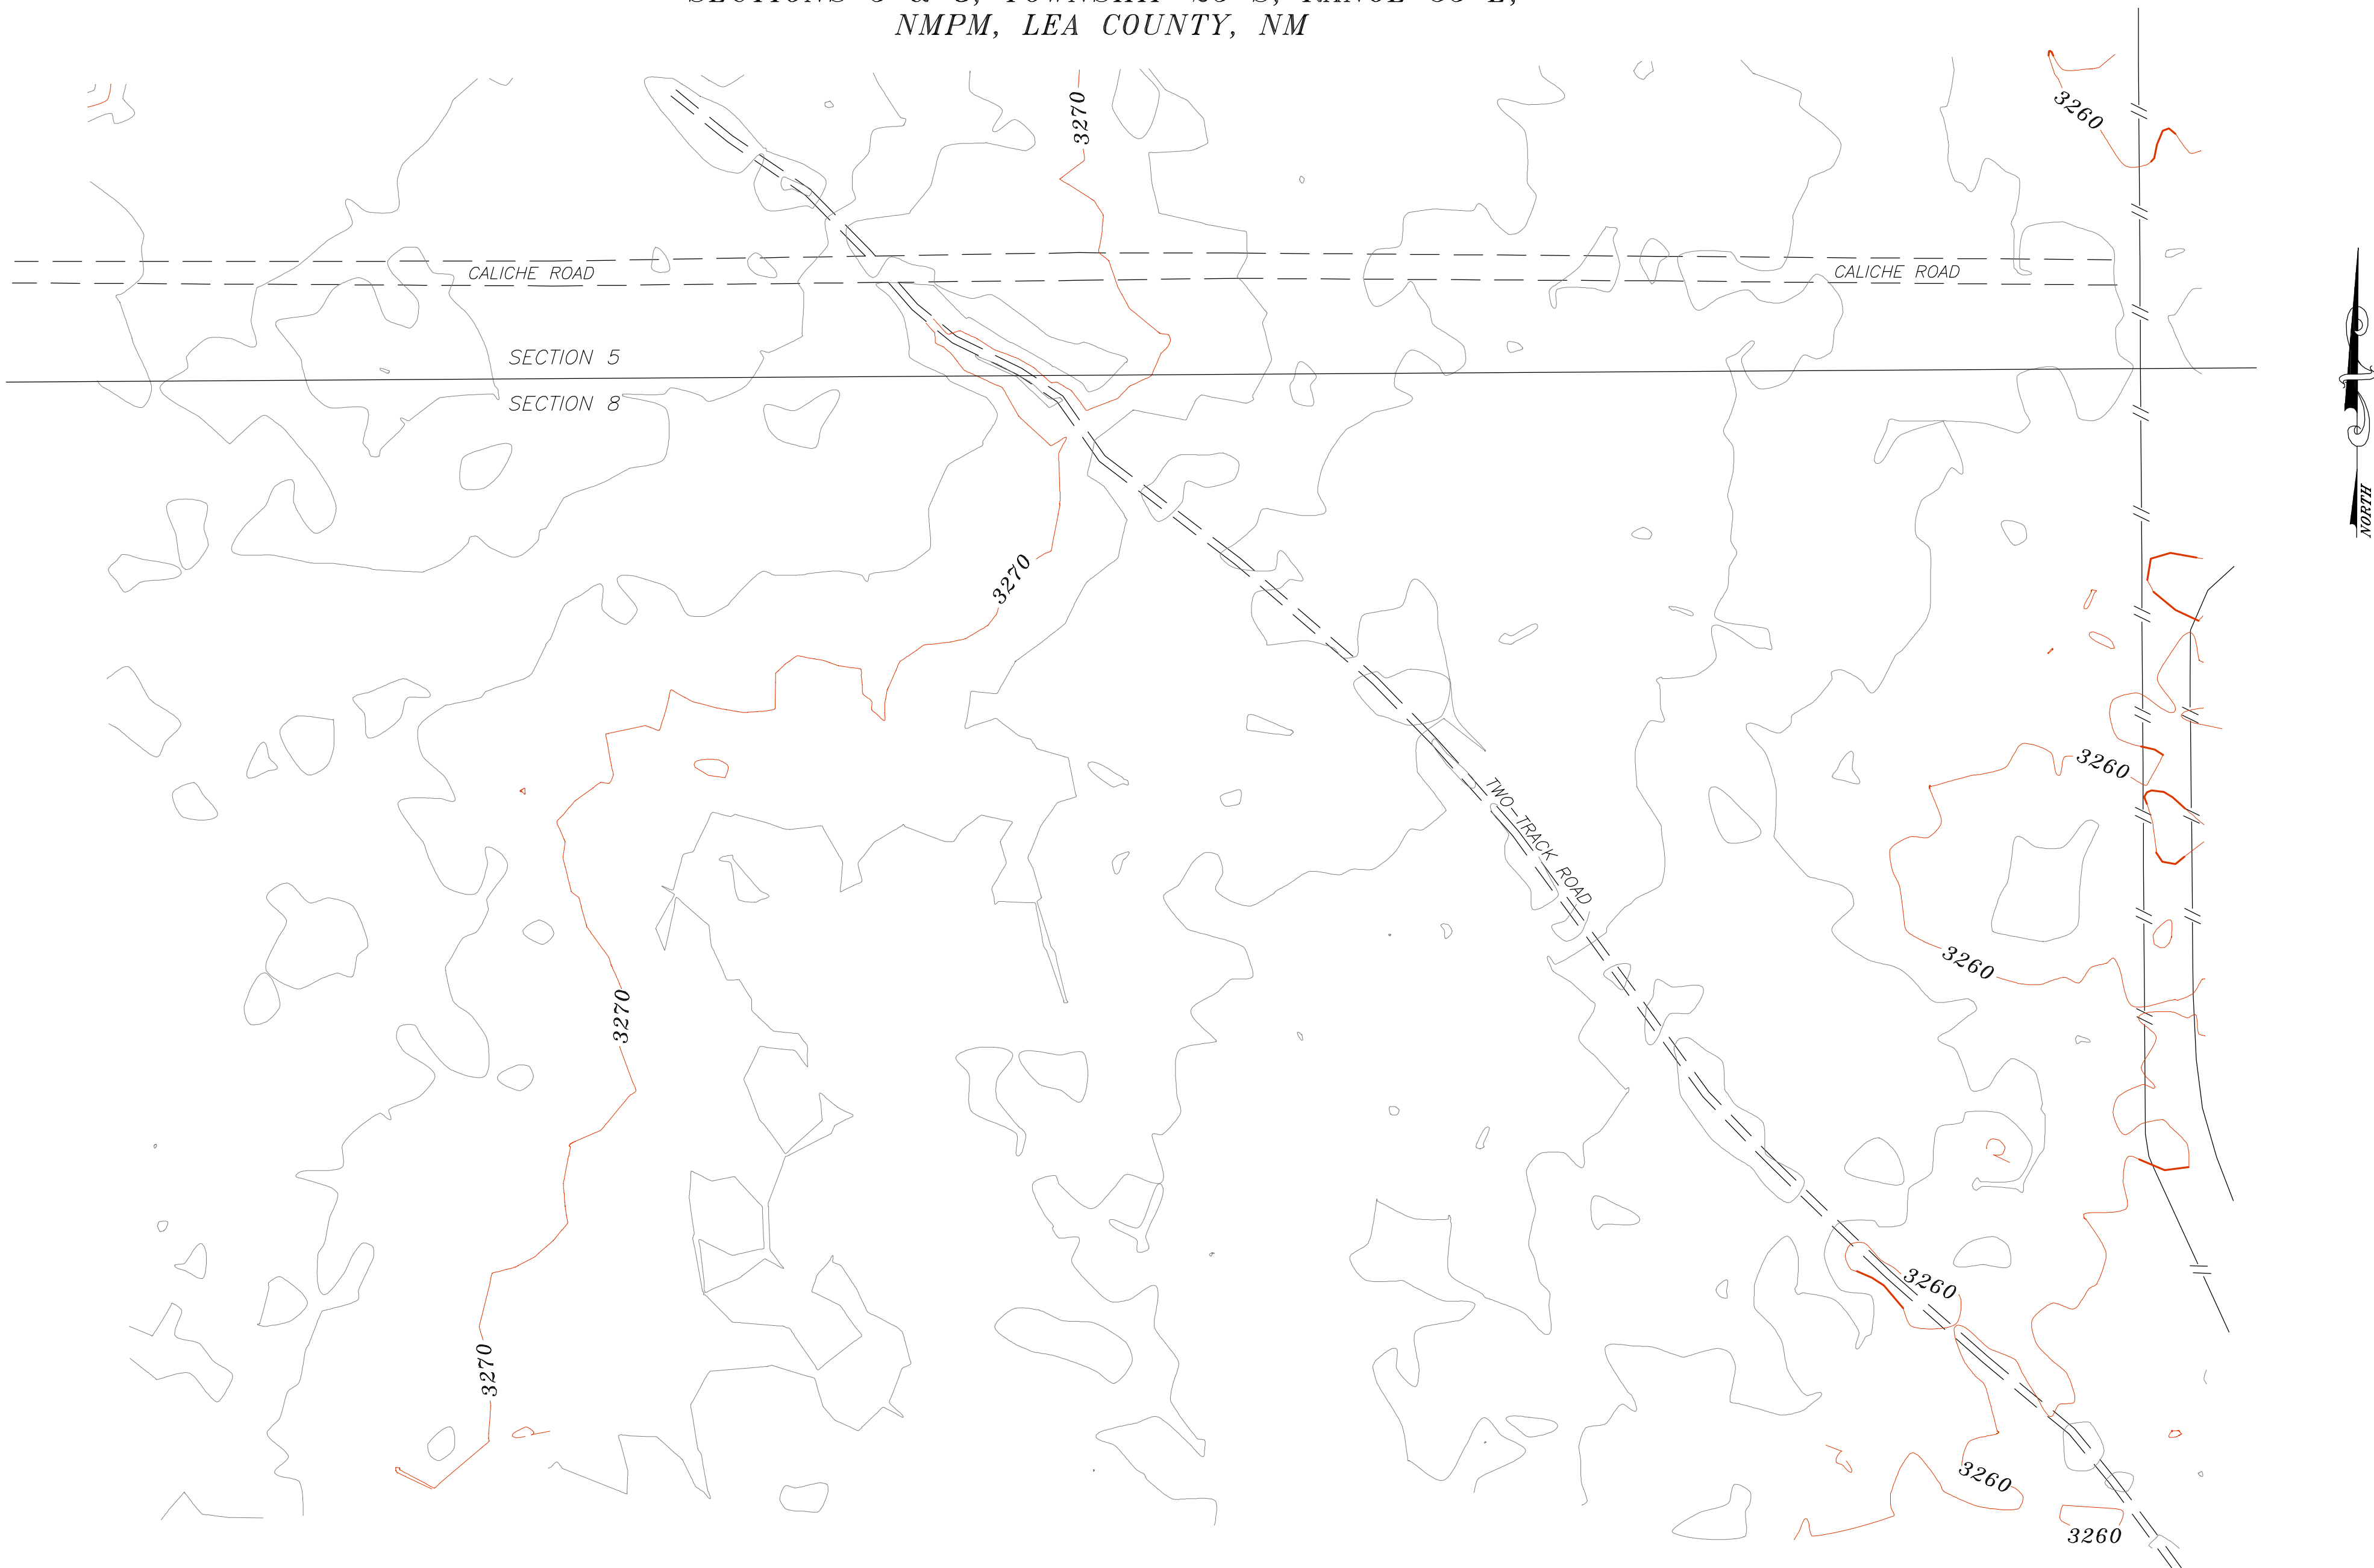 NMPM, LEA COUNTY, NM
3270
3260
CALICHE ROAD
CALICHE ROAD
SECTION 5
SECTION 8
NORTH
3270
3260
TWO-TRACK ROAD
3260
3270
3260
3270
3260
3260